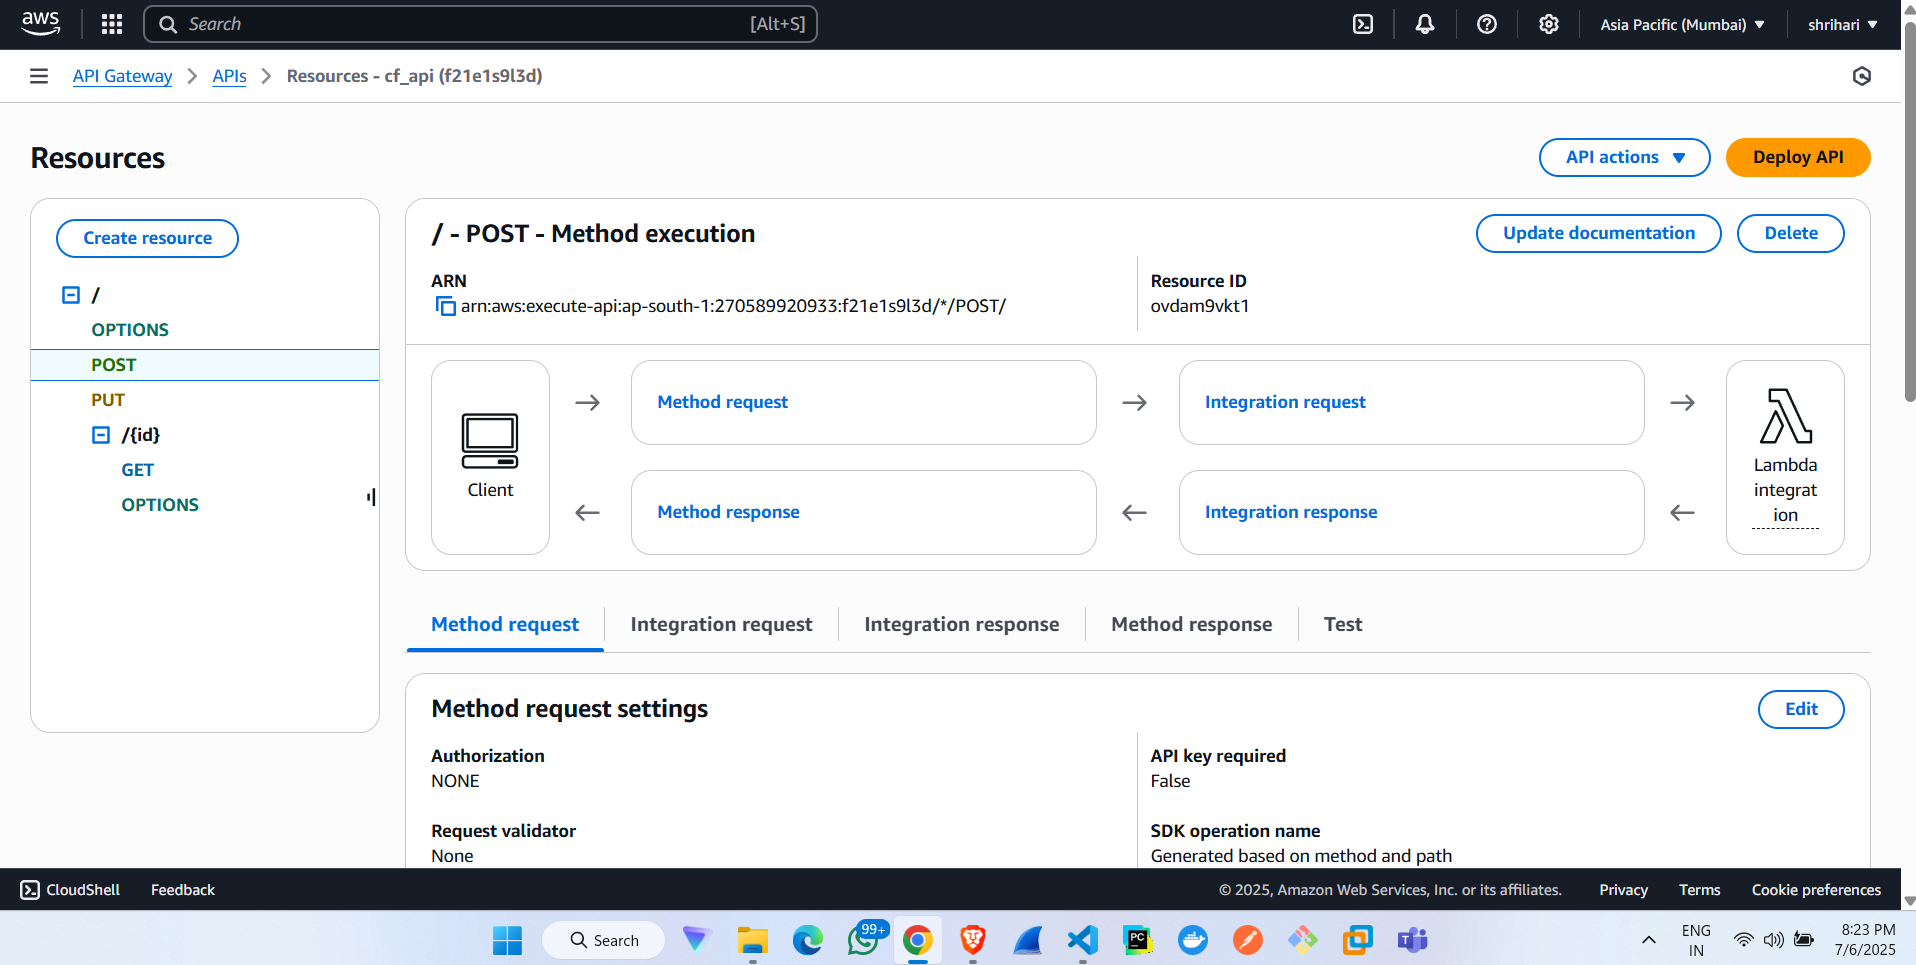 aws
Search [Alt+S]
Asia Pacific (Mumbai)
shrihari
API Gateway
APIs
Resources - cf_api (f21e1s9l3d)
Resources
API actions
Deploy API
Create resource
/
OPTIONS
POST
PUT
/{id}
GET
OPTIONS
/ - POST - Method execution
Update documentation
Delete
ARN
arn:aws:execute-api:ap-south-1:270589920933:f21e1s9l3d/*/POST/
Resource ID
ovdam9vkt1
Client
Method request
Integration request
Method response
Integration response
Lambda
integrat
ion
Method request
Integration request
Integration response
Method response
Test
Method request settings
Edit
Authorization
NONE
API key required
False
Request validator
None
SDK operation name
Generated based on method and path
CloudShell
Feedback
© 2025, Amazon Web Services, Inc. or its affiliates.
Privacy
Terms
Cookie preferences
Search
99+
PC
ENG
IN
8:23 PM
7/6/2025